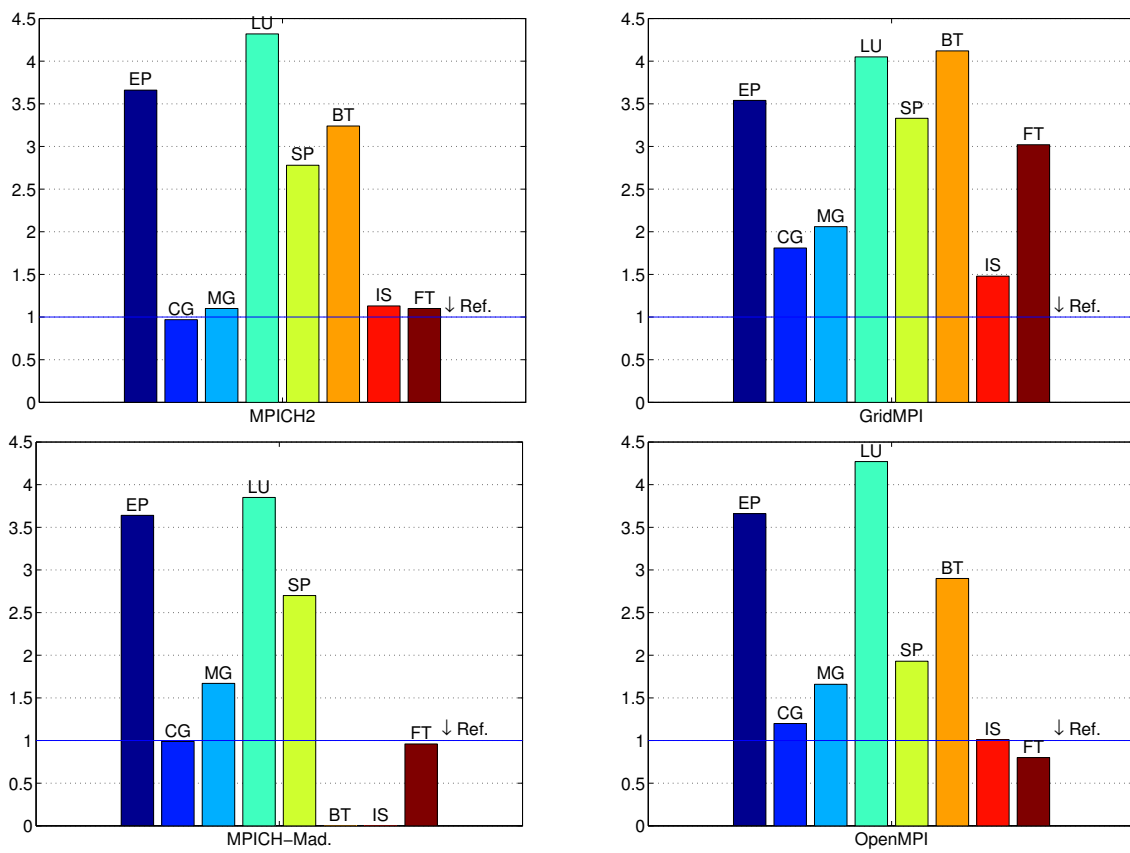 4.5
4
3.5
3
2.5
2
1.5
1
0.5
0
EP
CG
MG
LU
SP
BT
IS
FT
↓ Ref.
MPICH2
4.5
4
3.5
3
2.5
2
1.5
1
0.5
0
EP
CG
MG
LU
SP
BT
IS
FT
↓ Ref.
GridMPI
4.5
4
3.5
3
2.5
2
1.5
1
0.5
0
EP
CG
MG
LU
SP
BT
IS
FT
↓ Ref.
MPICH−Mad.
4.5
4
3.5
3
2.5
2
1.5
1
0.5
0
EP
CG
MG
LU
SP
BT
IS
FT
↓ Ref.
OpenMPI